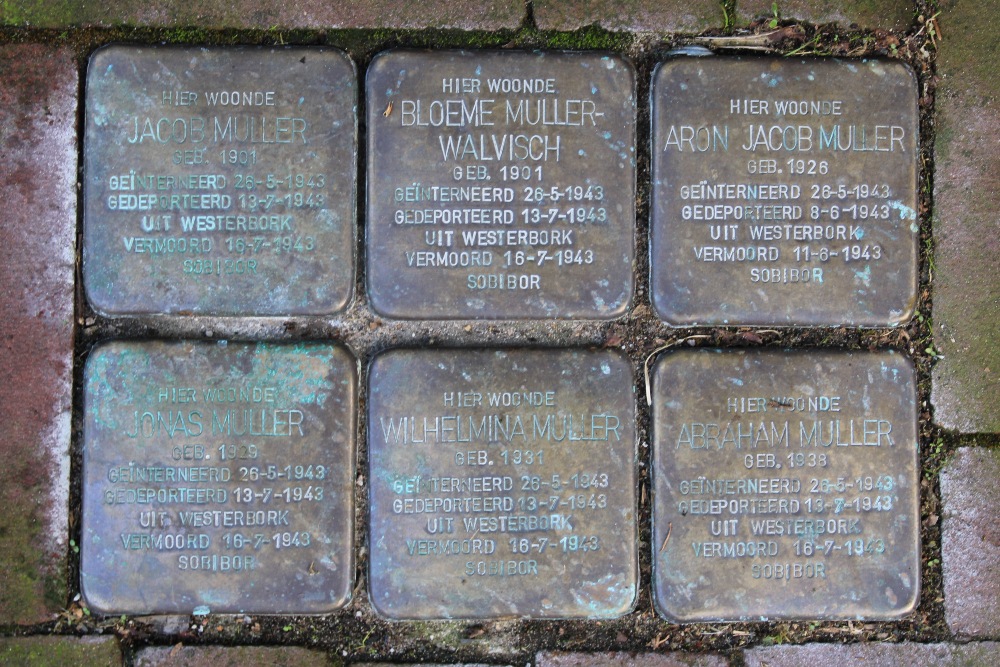 HIER WOONDE
JACOB MULLER
GEB. 1901
GEÏNTERNEERD 26-5-1943
GEDEPORTEERD 13-7-1943
UIT WESTERBORK
VERMOORD 16-7-1943
SOBIBOR
HIER WOONDE
BLOEME MULLER-
WALVISCH
GEB. 1901
GEÏNTERNEERD 26-5-1943
GEDEPORTEERD 13-7-1943
UIT WESTERBORK
VERMOORD 16-7-1943
SOBIBOR
HIER WOONDE
ARON JACOB MULLER
GEB. 1926
GEÏNTERNEERD 26-5-1943
GEDEPORTEERD 8-6-1943
UIT WESTERBORK
VERMOORD 11-6-1943
SOBIBOR
HIER WOONDE
JONAS MULLER
GEB. 1929
GEÏNTERNEERD 26-5-1943
GEDEPORTEERD 13-7-1943
UIT WESTERBORK
VERMOORD 16-7-1943
SOBIBOR
HIER WOONDE
WILHELMINA MULLER
GEB. 1931
GEÏNTERNEERD 26-5-1943
GEDEPORTEERD 13-7-1943
UIT WESTERBORK
VERMOORD 16-7-1943
SOBIBOR
HIER WOONDE
ABRAHAM MULLER
GEB. 1938
GEÏNTERNEERD 26-5-1943
GEDEPORTEERD 13-7-1943
UIT WESTERBORK
VERMOORD 16-7-1943
SOBIBOR